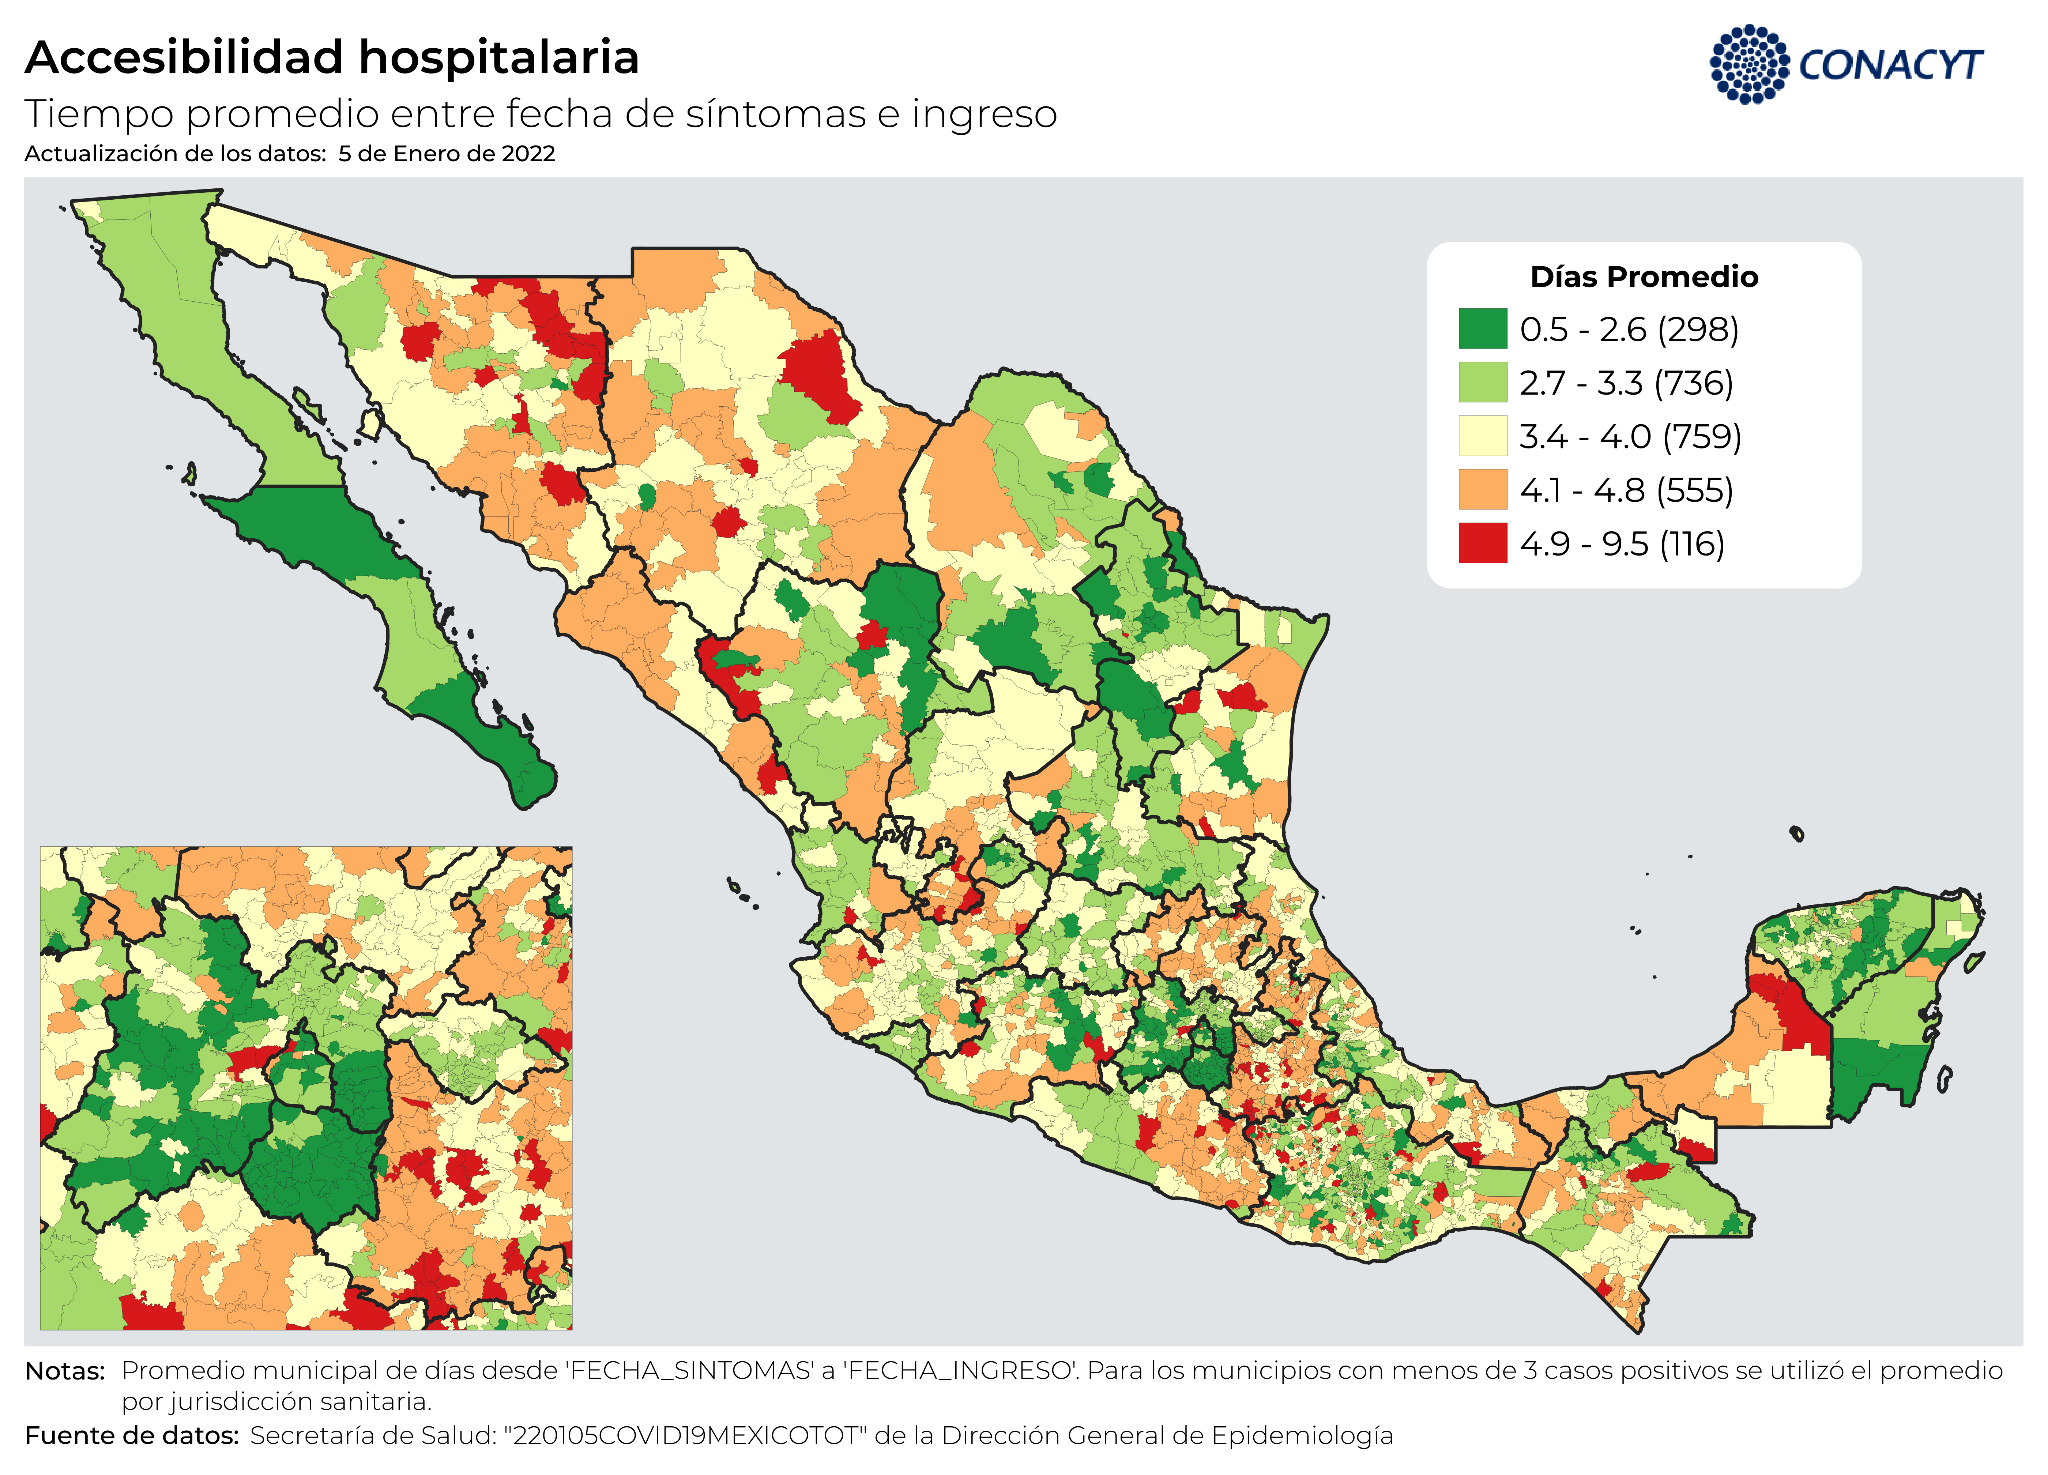 Accesibilidad hospitalaria
CONACYT
Tiempo promedio entre fecha de síntomas e ingreso
Actualización de los datos: 5 de Enero de 2022
Días Promedio
0.5 - 2.6 (298)
2.7 - 3.3 (736)
3.4 - 4.0 (759)
4.1 - 4.8 (555)
4.9 - 9.5 (116)
Notas: Promedio municipal de días desde 'FECHA_SINTOMAS' a 'FECHA_INGRESO'. Para los municipios con menos de 3 casos positivos se utilizó el promedio
por jurisdicción sanitaria.
Fuente de datos: Secretaría de Salud: "220105COVID19MEXICOTOT" de la Dirección General de Epidemiología